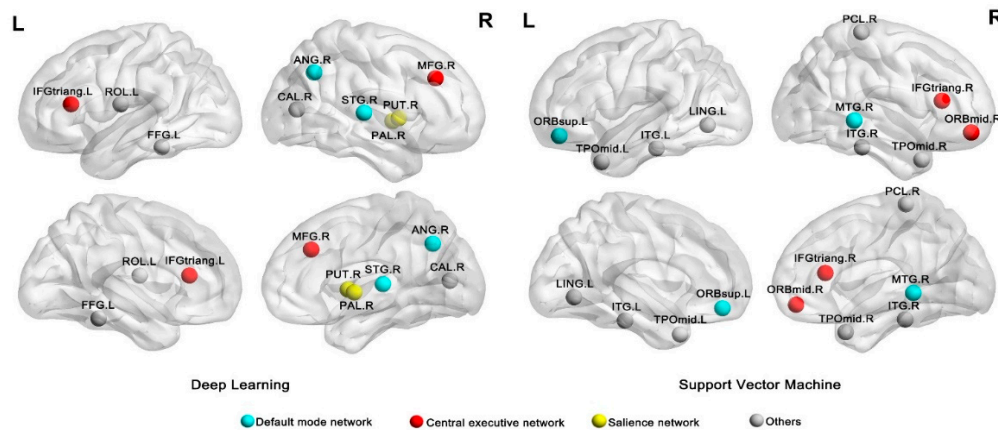 L
R
L
R
IFGtriang.L
ROL.L
FFG.L
ANG.R
MFG.R
CAL.R
STG.R
PUT.R
PAL.R
ORBsup.L
TPOmid.L
ITG.L
LING.L
PCL.R
IFGtriang.R
MTG.R
ORBmid.R
ITG.R
TPOmid.R
ROL.L
IFGtriang.L
FFG.L
MFG.R
ANG.R
PUT.R
STG.R
CAL.R
PAL.R
LING.L
ITG.L
ORBsup.L
TPOmid.L
PCL.R
IFGtriang.R
ORBmid.R
MTG.R
TPOmid.R
ITG.R
Deep Learning
Support Vector Machine
Default mode network
Central executive network
Salience network
Others